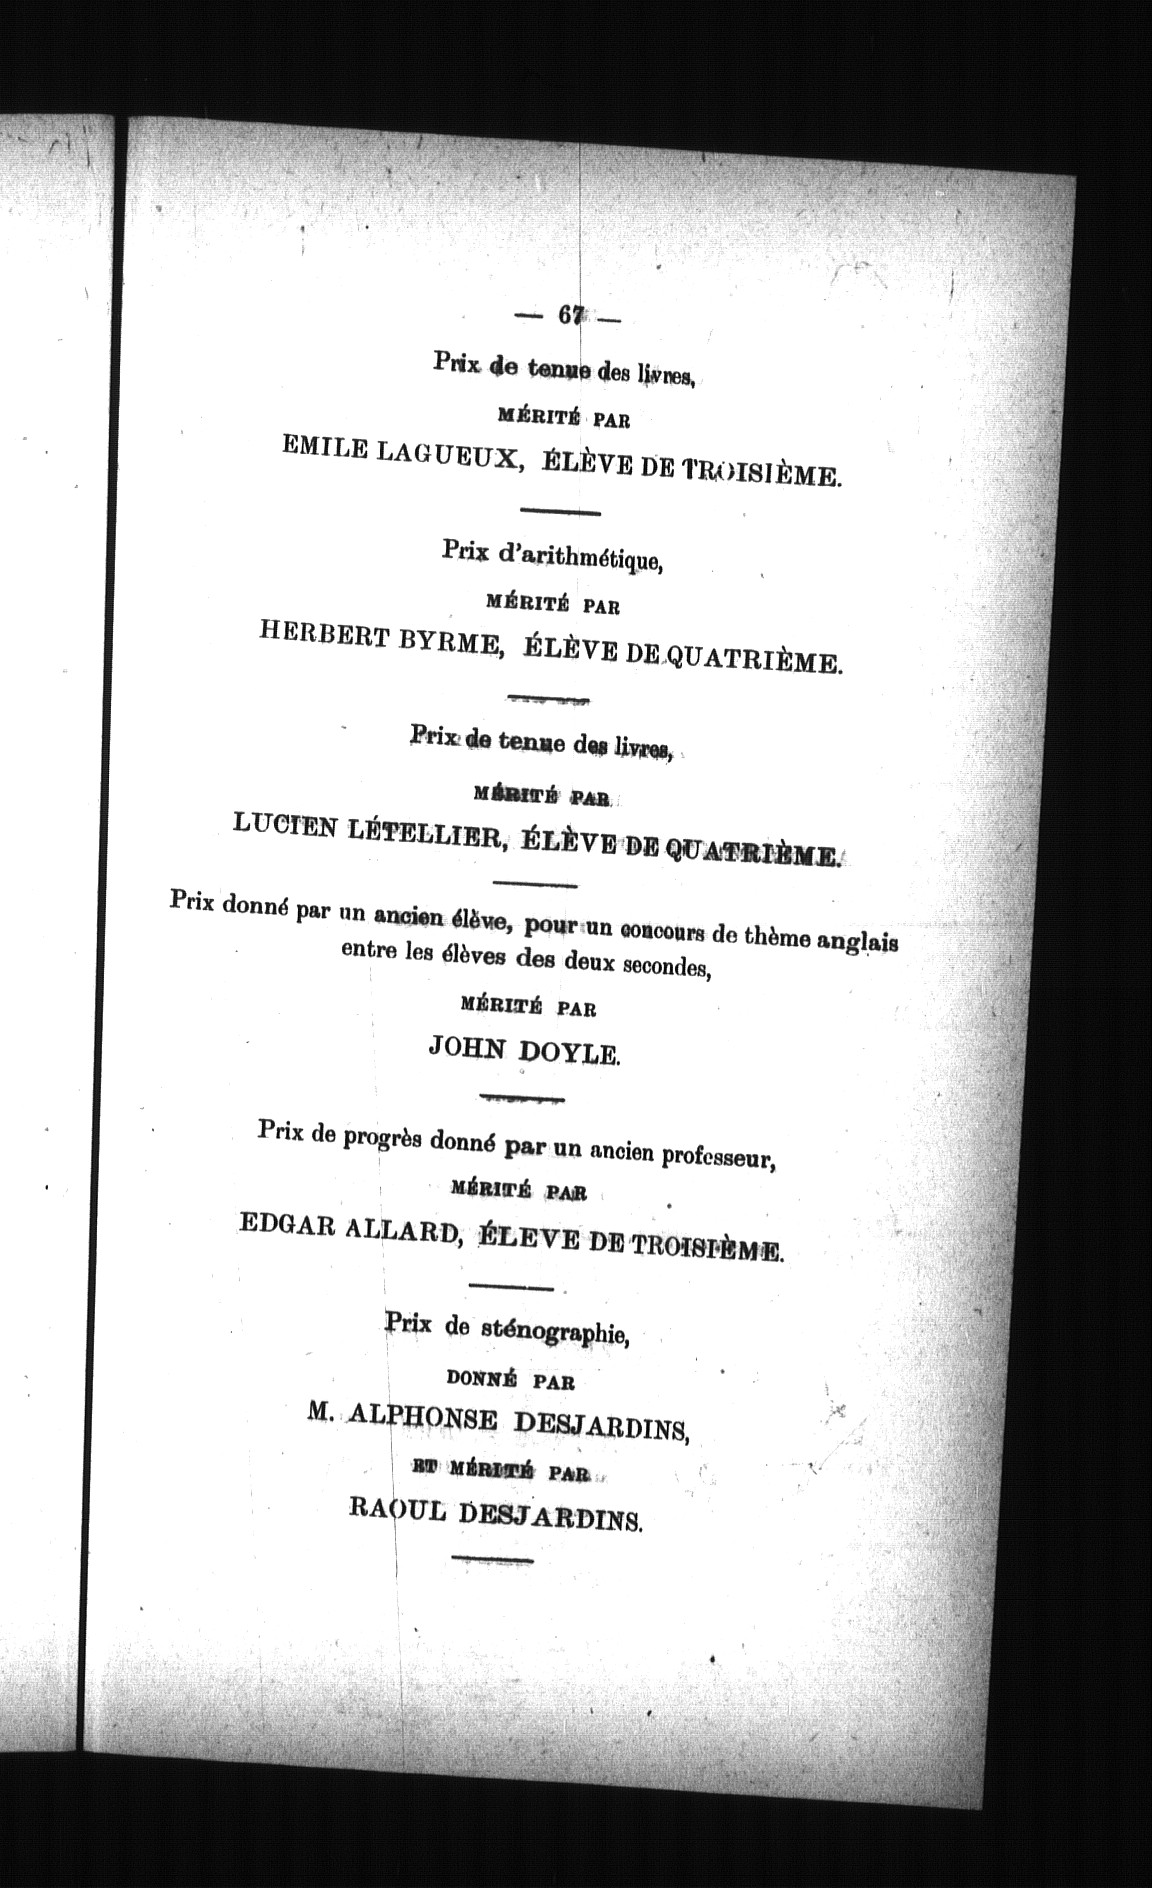 — 67 —
Prix de tenue des livres,
MÉRITÉ PAR
EMILE LAGUEUX, ÉLÈVE DE TROISIÈME.
Prix d'arithmétique,
MÉRITÉ PAR
HERBERT BYRME, ÉLÈVE DE QUATRIÈME.
Prix de tenue des livres,
MÉRITÉ PAR
LUCIEN LÉTELLIER, ÉLÈVE DE QUATRIÈME.
Prix donné par un ancien élève, pour un concours de thème anglais
entre les élèves des deux secondes,
MÉRITÉ PAR
JOHN DOYLE.
Prix de progrès donné par un ancien professeur,
MÉRITÉ PAR
EDGAR ALLARD, ÉLEVE DE TROISIÈME.
Prix de sténographie,
DONNÉ PAR
M. ALPHONSE DESJARDINS,
ET MÉRITÉ PAR
RAOUL DESJARDINS.